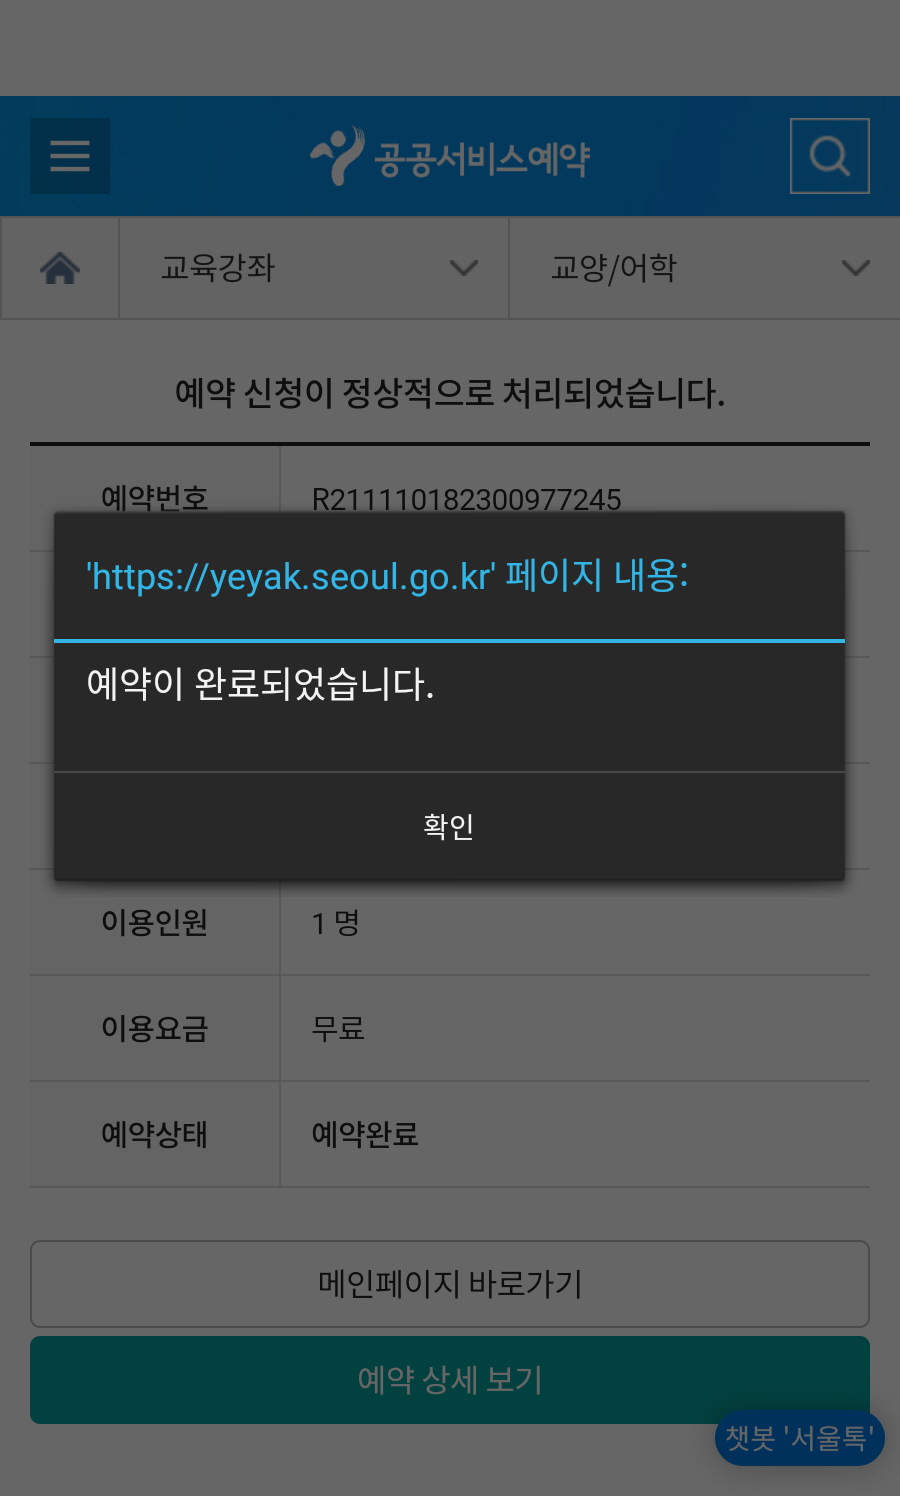 공공서비스예약
교육강좌
교양/어학
예약 신청이 정상적으로 처리되었습니다.
예약번호 R211110182300977245
'https://yeyak.seoul.go.kr' 페이지 내용:
예약이 완료되었습니다.
확인
이용인원 1 명
이용요금 무료
예약상태 예약완료
메인페이지 바로가기
예약 상세 보기
챗봇 '서울톡'